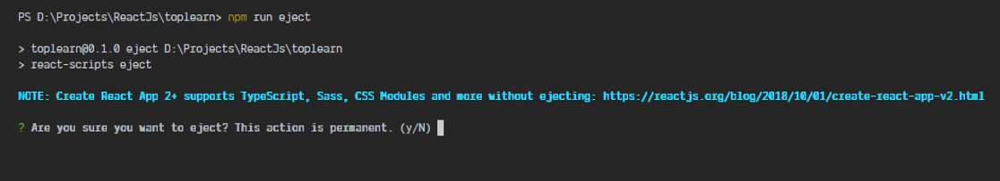 PS D:\Projects\ReactJs\toplearn> npm run eject
> toplearn@0.1.0 eject D:\Projects\ReactJs\toplearn
> react-scripts eject
NOTE: Create React App 2+ supports TypeScript, Sass, CSS Modules and more without ejecting: https://reactjs.org/blog/2018/10/01/create-react-app-v2.html
? Are you sure you want to eject? This action is permanent. (y/N)